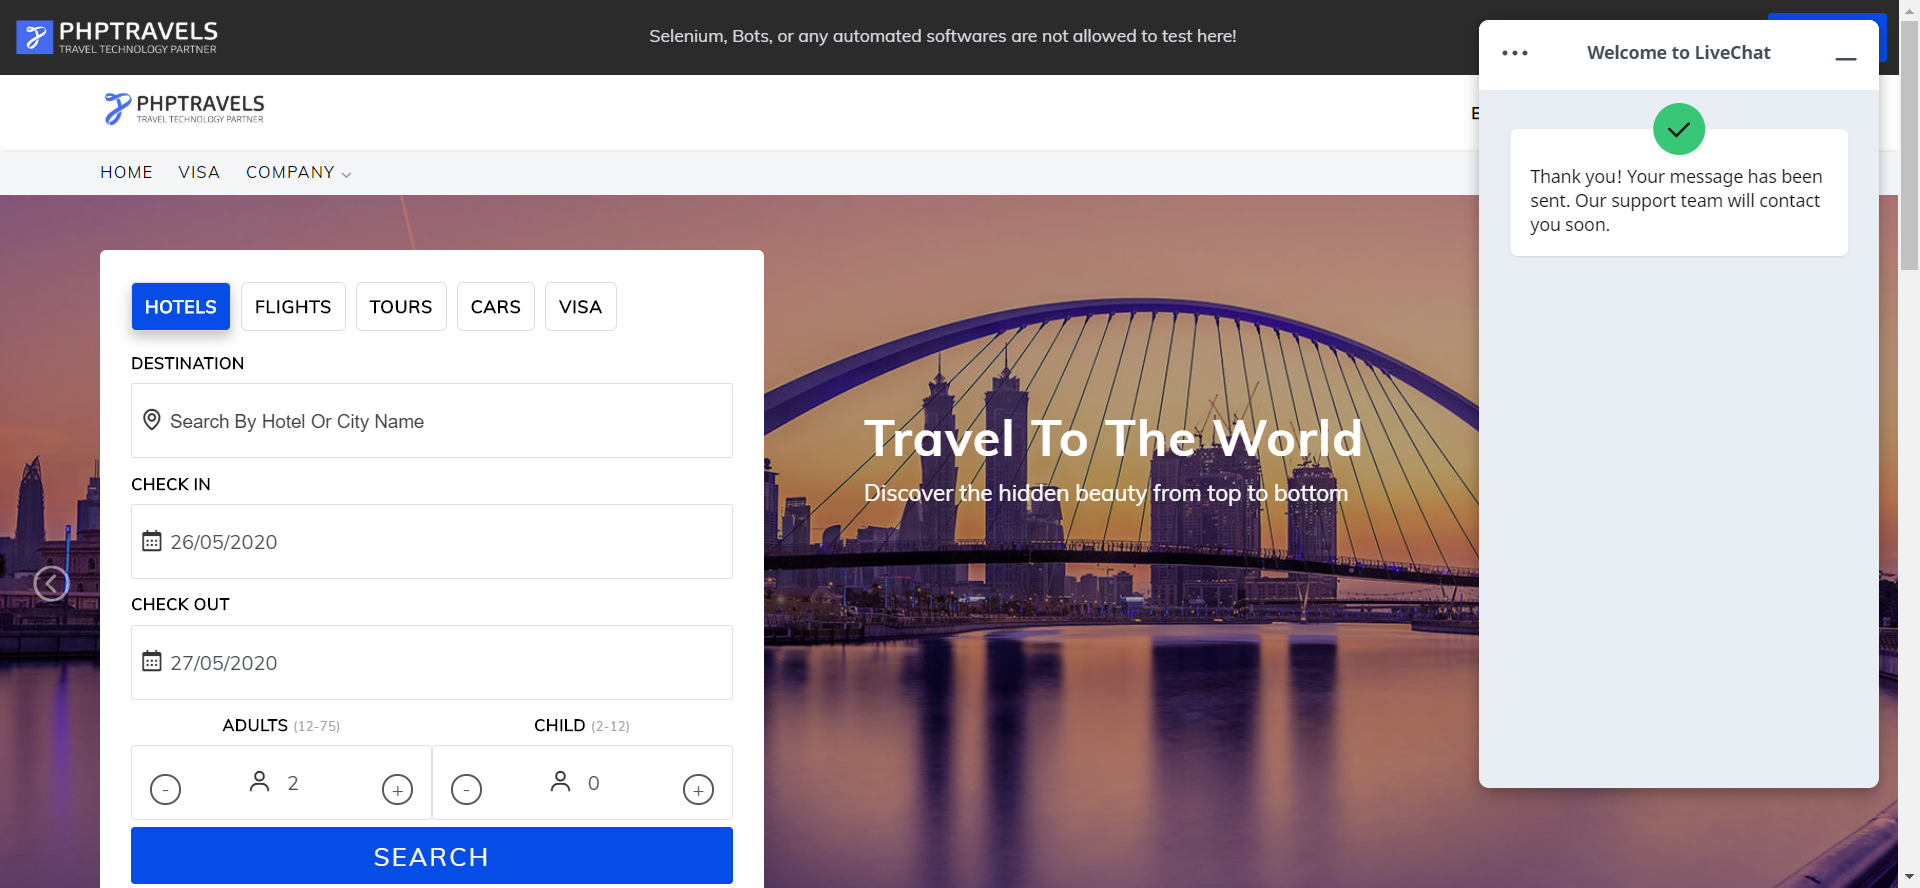 PHPTRAVELS
TRAVEL TECHNOLOGY PARTNER
Selenium, Bots, or any automated softwares are not allowed to test here!
PHPTRAVELS
TRAVEL TECHNOLOGY PARTNER
HOME
VISA
COMPANY
HOTELS
FLIGHTS
TOURS
CARS
VISA
DESTINATION
Search By Hotel Or City Name
CHECK IN
26/05/2020
CHECK OUT
27/05/2020
ADULTS (12-75)
CHILD (2-12)
- 2 +
- 0 +
SEARCH
Travel To The World
Discover the hidden beauty from top to bottom
Welcome to LiveChat
Thank you! Your message has been
sent. Our support team will contact
you soon.